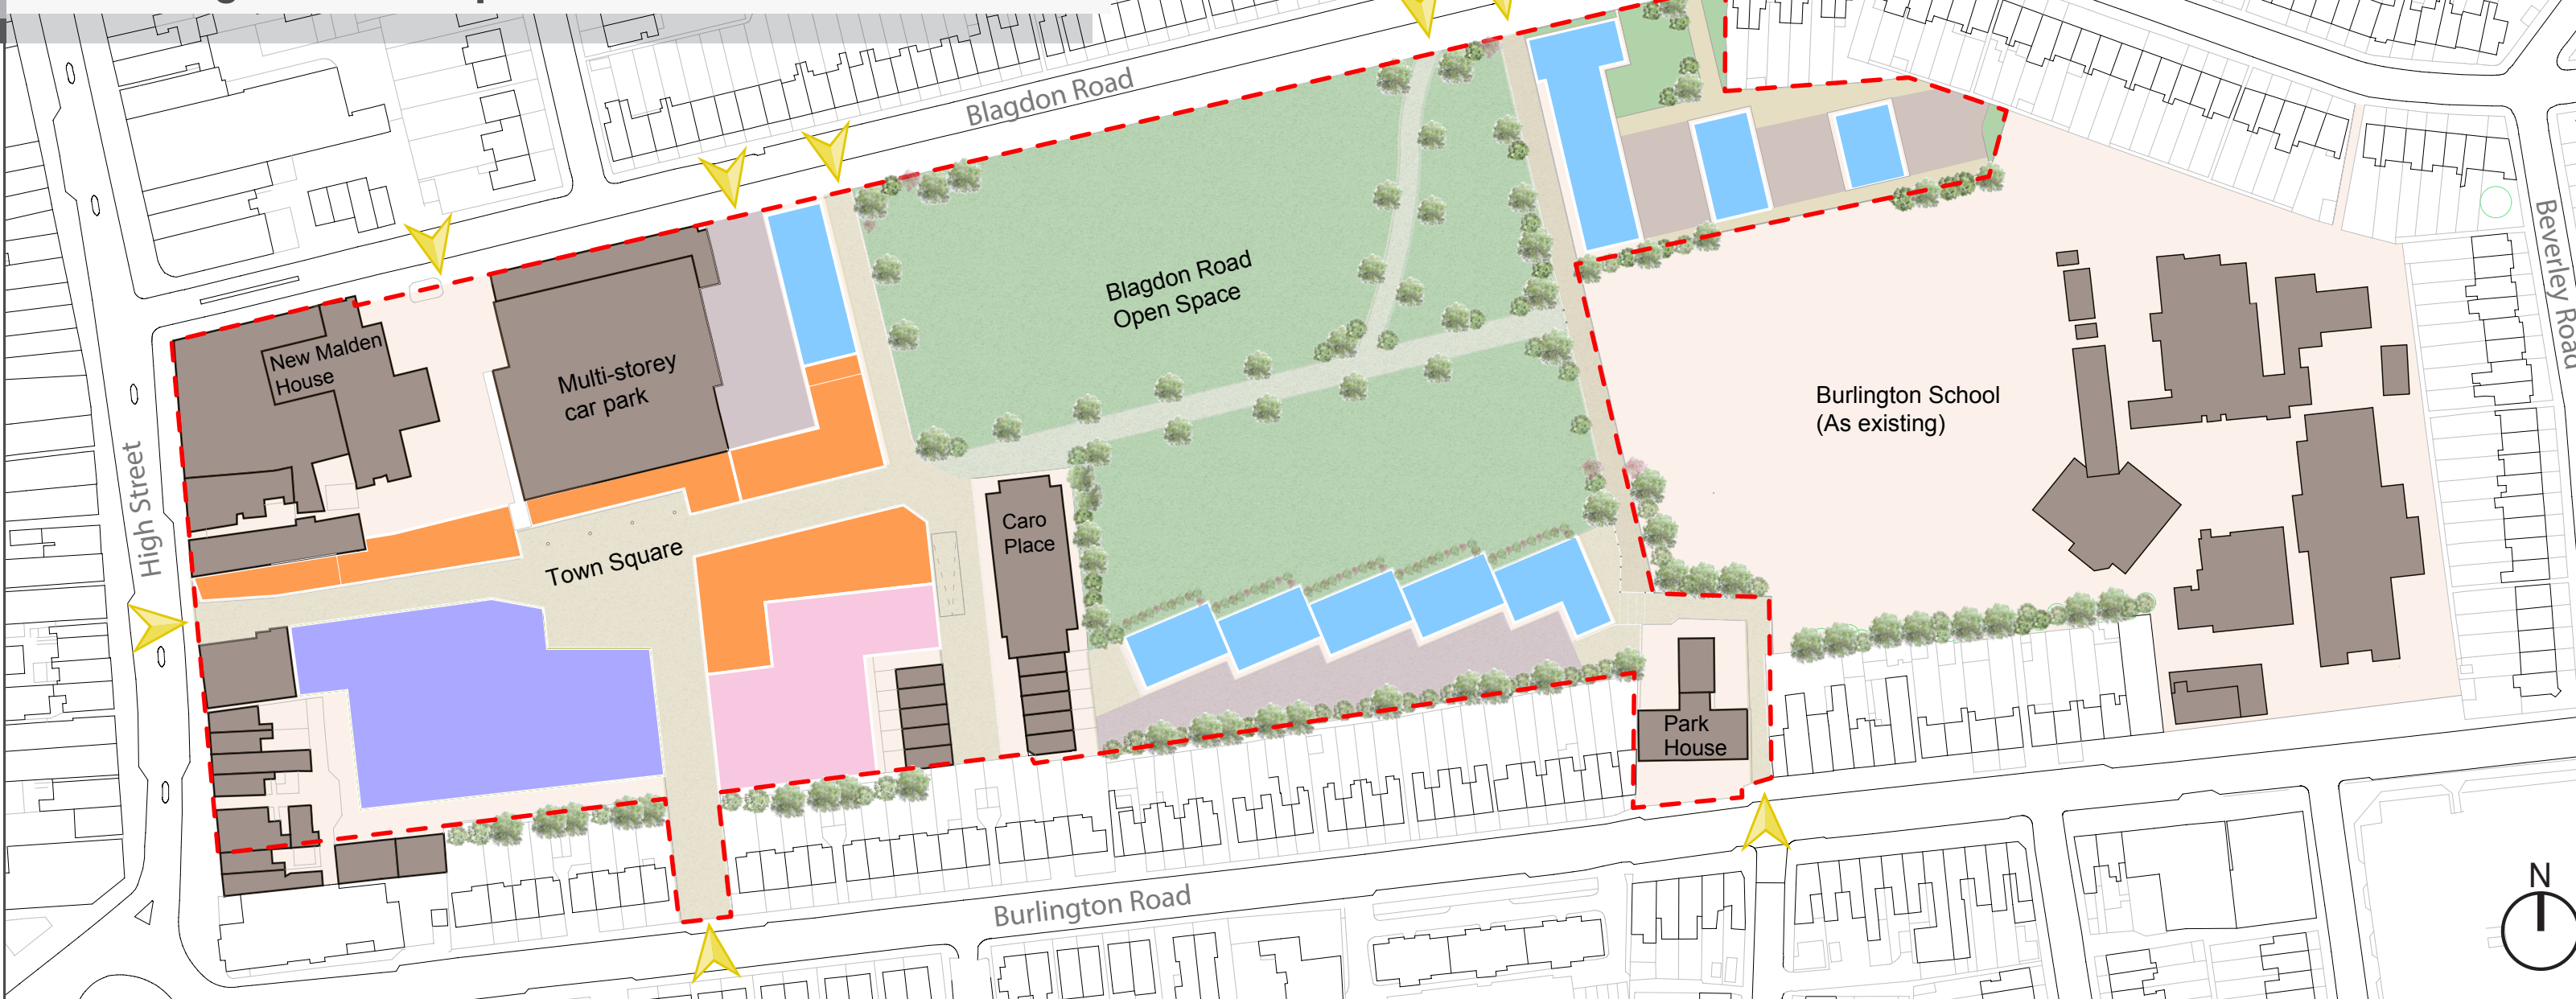 Blagdon Road
Beverley Road
New Malden
House
Multi-storey
car park
Blagdon Road
Open Space
Burlington School
(As existing)
High Street
Town Square
Caro
Place
Park
House
Burlington Road
N